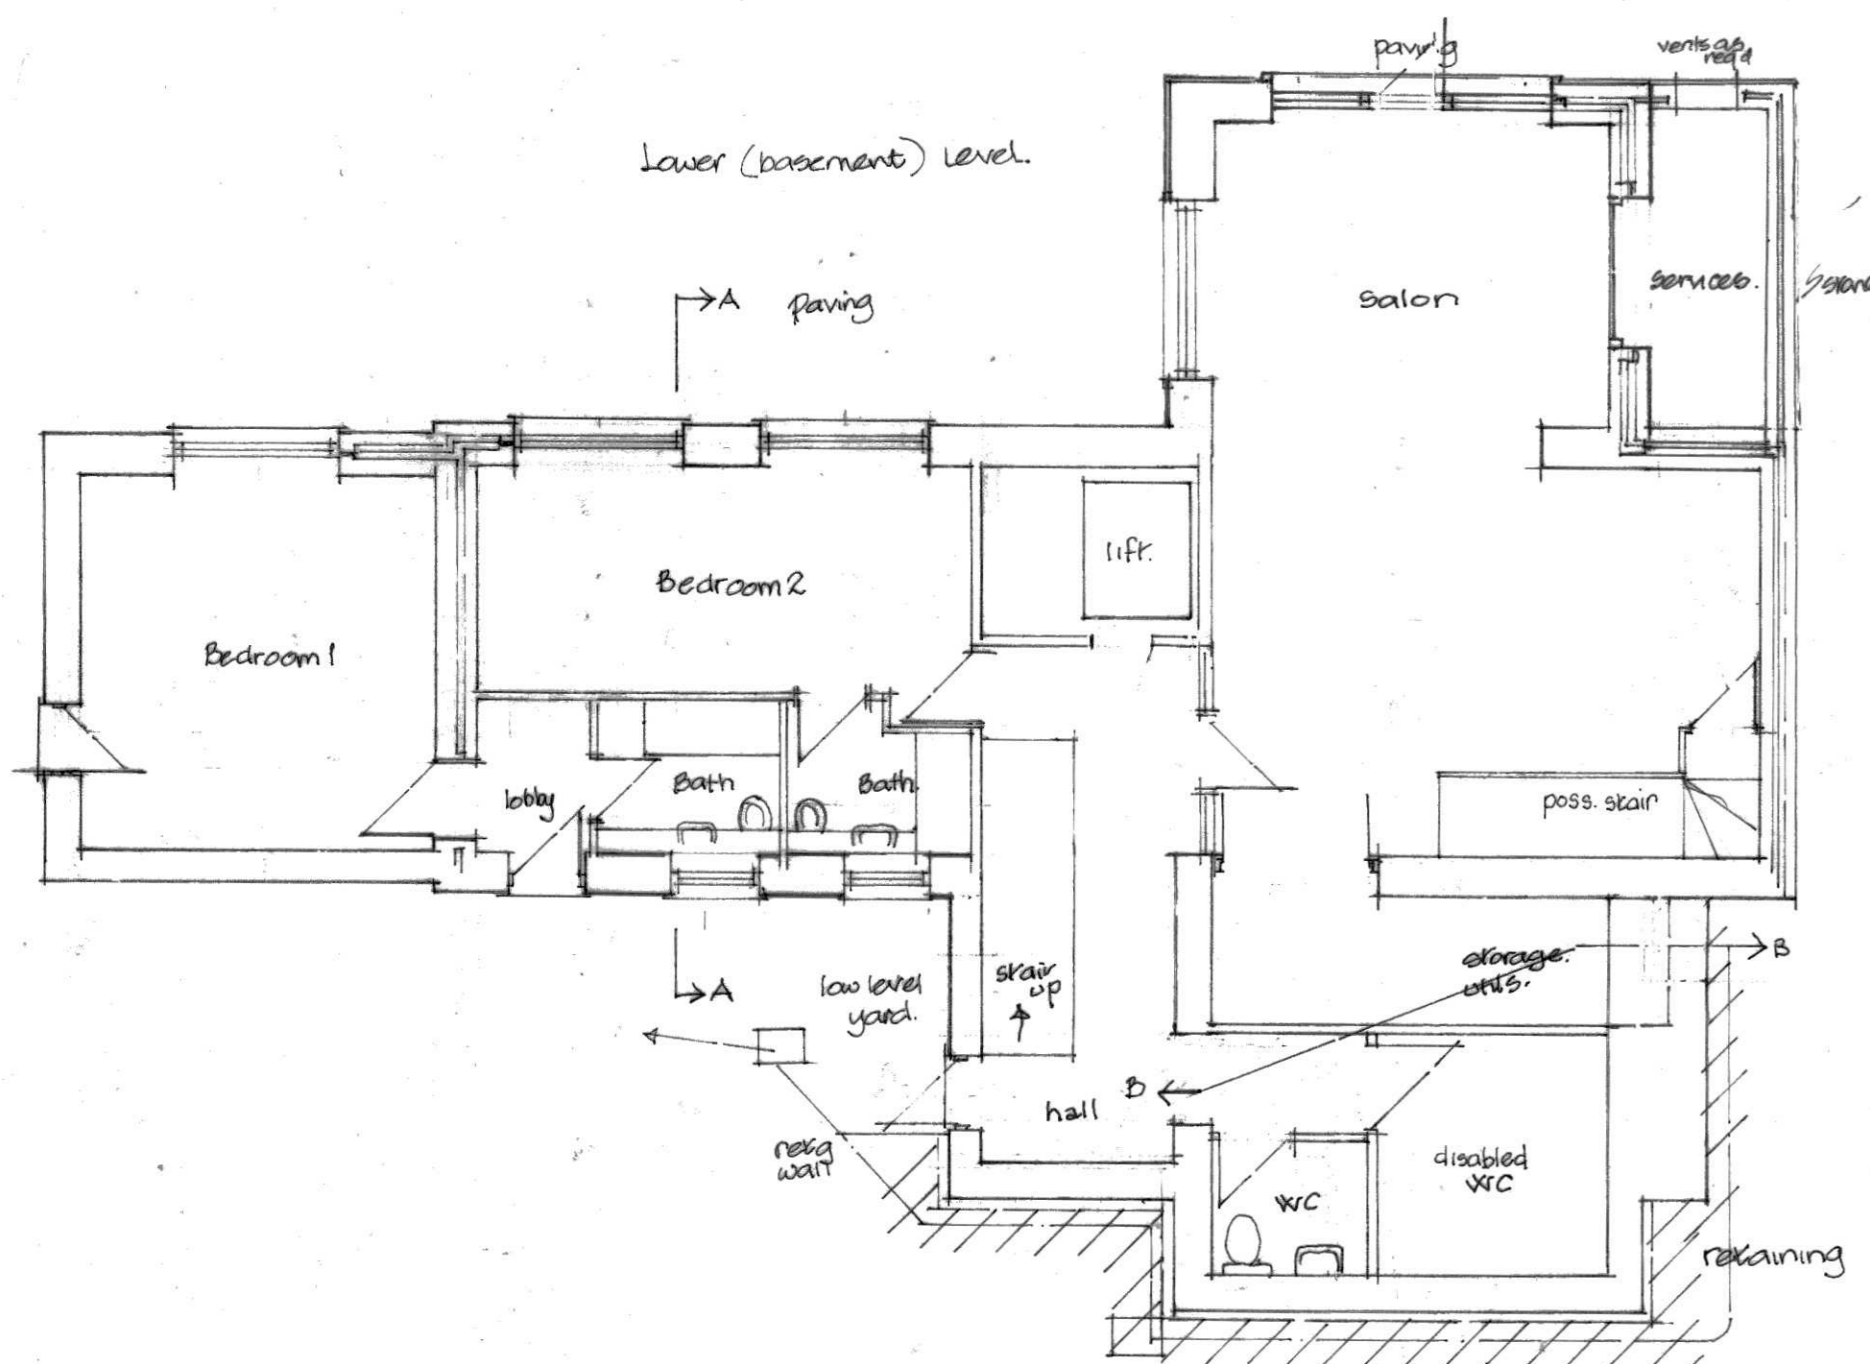 paving
vents as
req'd
Lower (basement) Level.
A
paving
Salon
services.
lift.
Bedroom 2
Bedroom 1
Bath
Bath
lobby
poss. stair
stair
up
storage.
B
A
low level
yard.
B
hall
retg
wall
disabled
WC
WC
retaining